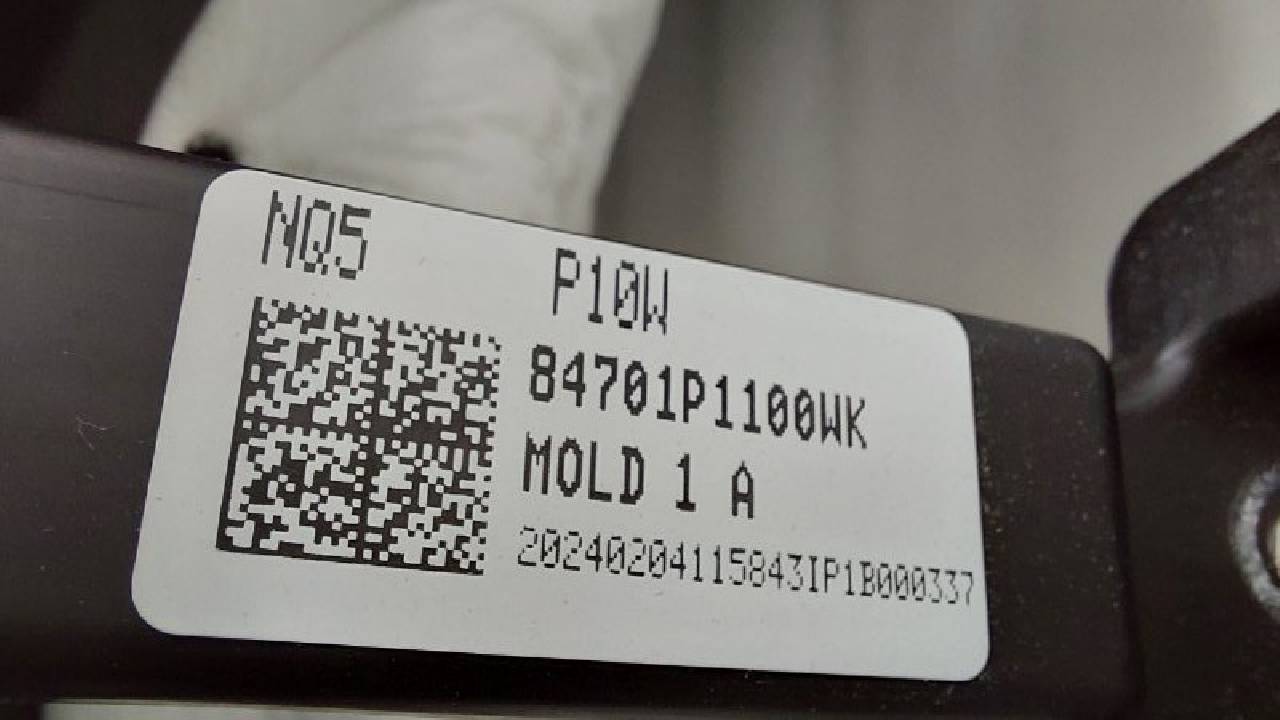 NQ5
P10W
84701P1100WK
MOLD 1 A
20240204115843IP1B000337